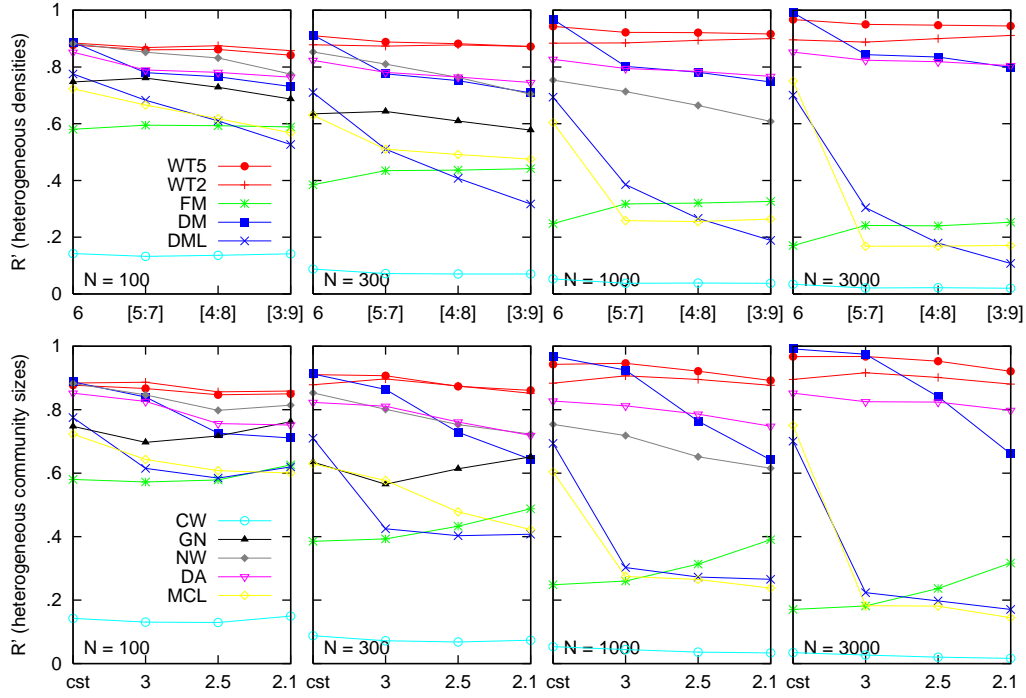 R' (heterogeneous densities)
1
.8
.6
.4
.2
0
WT5
WT2
FM
DM
DML
N = 100
N = 300
N = 1000
N = 3000
6 [5:7] [4:8] [3:9]
6 [5:7] [4:8] [3:9]
6 [5:7] [4:8] [3:9]
6 [5:7] [4:8] [3:9]
R' (heterogeneous community sizes)
1
.8
.6
.4
.2
0
CW
GN
NW
DA
MCL
N = 100
N = 300
N = 1000
N = 3000
cst 3 2.5 2.1
cst 3 2.5 2.1
cst 3 2.5 2.1
cst 3 2.5 2.1